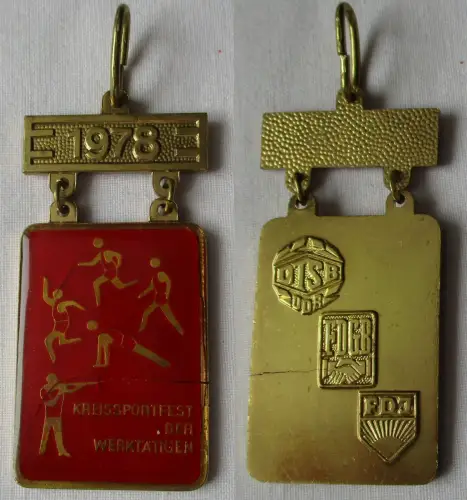 1978
KREISSPORTFEST
DER
WERKTÄTIGEN
DTSB
DDR
FDGB
FDJ